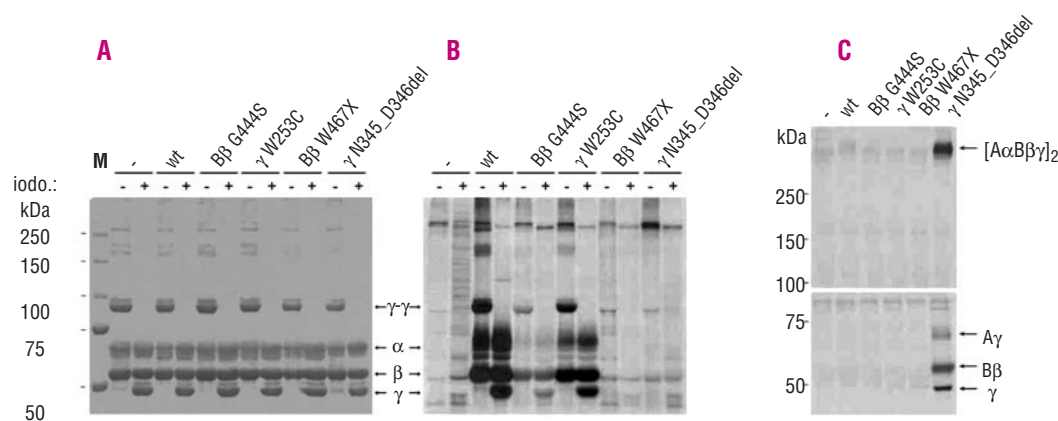 A
B
C
M - wt Bβ G444S γ W253C Bβ W467X γ N345_D346del
- wt Bβ G444S γ W253C Bβ W467X γ N345_D346del
- wt Bβ G444S γ W253C Bβ W467X γ N345_D346del
iodo.: - + - + - + - + - + - +
- + - + - + - + - + - +
kDa
250
150
100
75
50
γ-γ
α
β
γ
kDa
250
150
100
75
50
[AαBβγ]2
Aγ
Bβ
γ